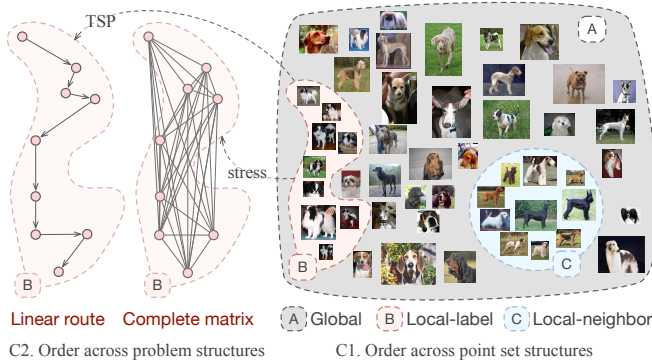 TSP
A
stress
B
B
B
C
Linear route
Complete matrix
A Global
B Local-label
C Local-neighbor
C2. Order across problem structures
C1. Order across point set structures